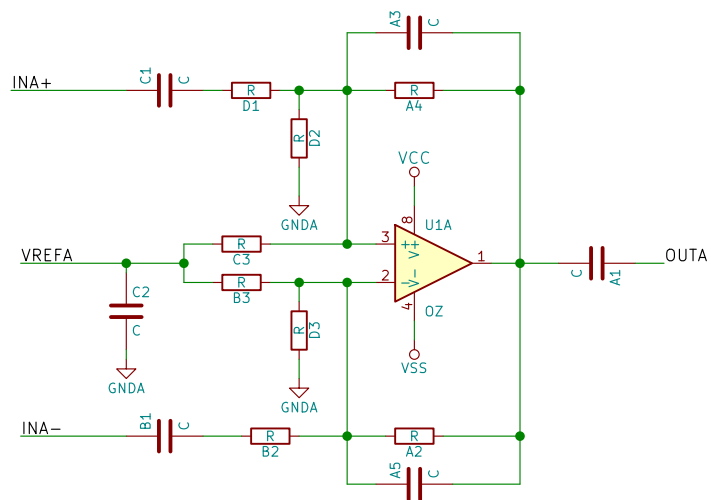 A3 C
INA+ C1 C R D1 R A4
R D2
GNDA
VCC
8 U1A
VREFA R C3 3 + V+ 1 C A1 OUTA
R B3 2 - V-
C2 C
GNDA
R D3
4 OZ
VSS
GNDA
INA- B1 C R B2 R A2
A5 C